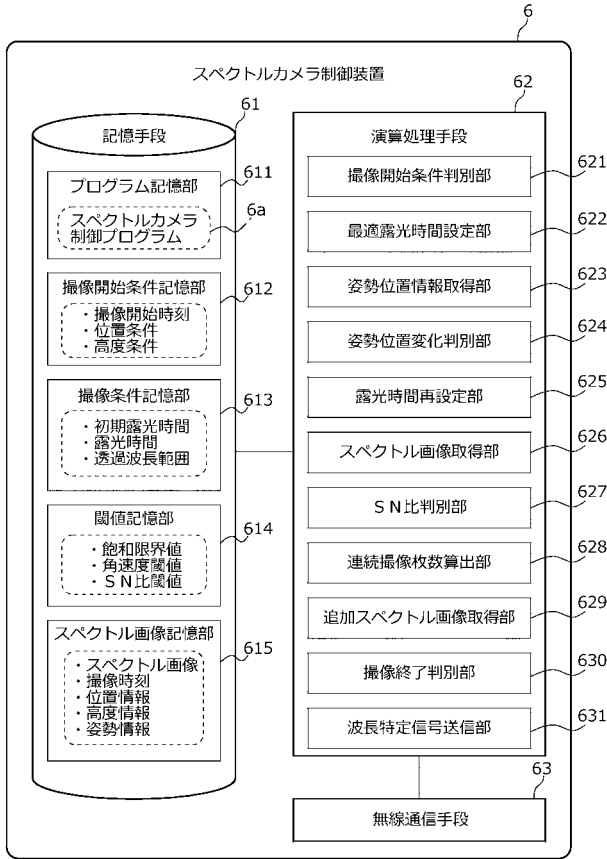 6
スペクトルカメラ制御装置
61
記憶手段
プログラム記憶部
611
スペクトルカメラ
制御プログラム
6a
撮像開始条件記憶部
612
・撮像開始時刻
・位置条件
・高度条件
撮像条件記憶部
613
・初期露光時間
・露光時間
・透過波長範囲
閾値記憶部
614
・飽和限界値
・角速度閾値
・ＳＮ比閾値
スペクトル画像記憶部
615
・スペクトル画像
・撮像時刻
・位置情報
・高度情報
・姿勢情報
62
演算処理手段
撮像開始条件判別部
621
最適露光時間設定部
622
姿勢位置情報取得部
623
姿勢位置変化判別部
624
露光時間再設定部
625
スペクトル画像取得部
626
ＳＮ比判別部
627
連続撮像枚数算出部
628
追加スペクトル画像取得部
629
撮像終了判別部
630
波長特定信号送信部
631
63
無線通信手段